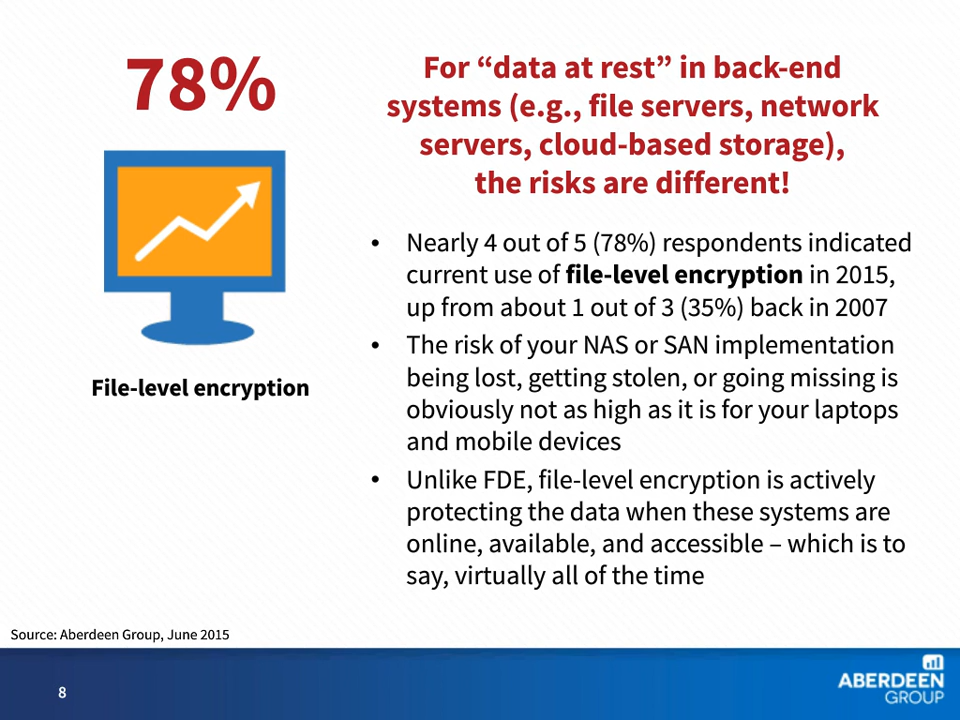 78%
File-level encryption
For “data at rest” in back-end
systems (e.g., file servers, network
servers, cloud-based storage),
the risks are different!
• Nearly 4 out of 5 (78%) respondents indicated
current use of file-level encryption in 2015,
up from about 1 out of 3 (35%) back in 2007
• The risk of your NAS or SAN implementation
being lost, getting stolen, or going missing is
obviously not as high as it is for your laptops
and mobile devices
• Unlike FDE, file-level encryption is actively
protecting the data when these systems are
online, available, and accessible – which is to
say, virtually all of the time
Source: Aberdeen Group, June 2015
8
ABERDEEN
GROUP